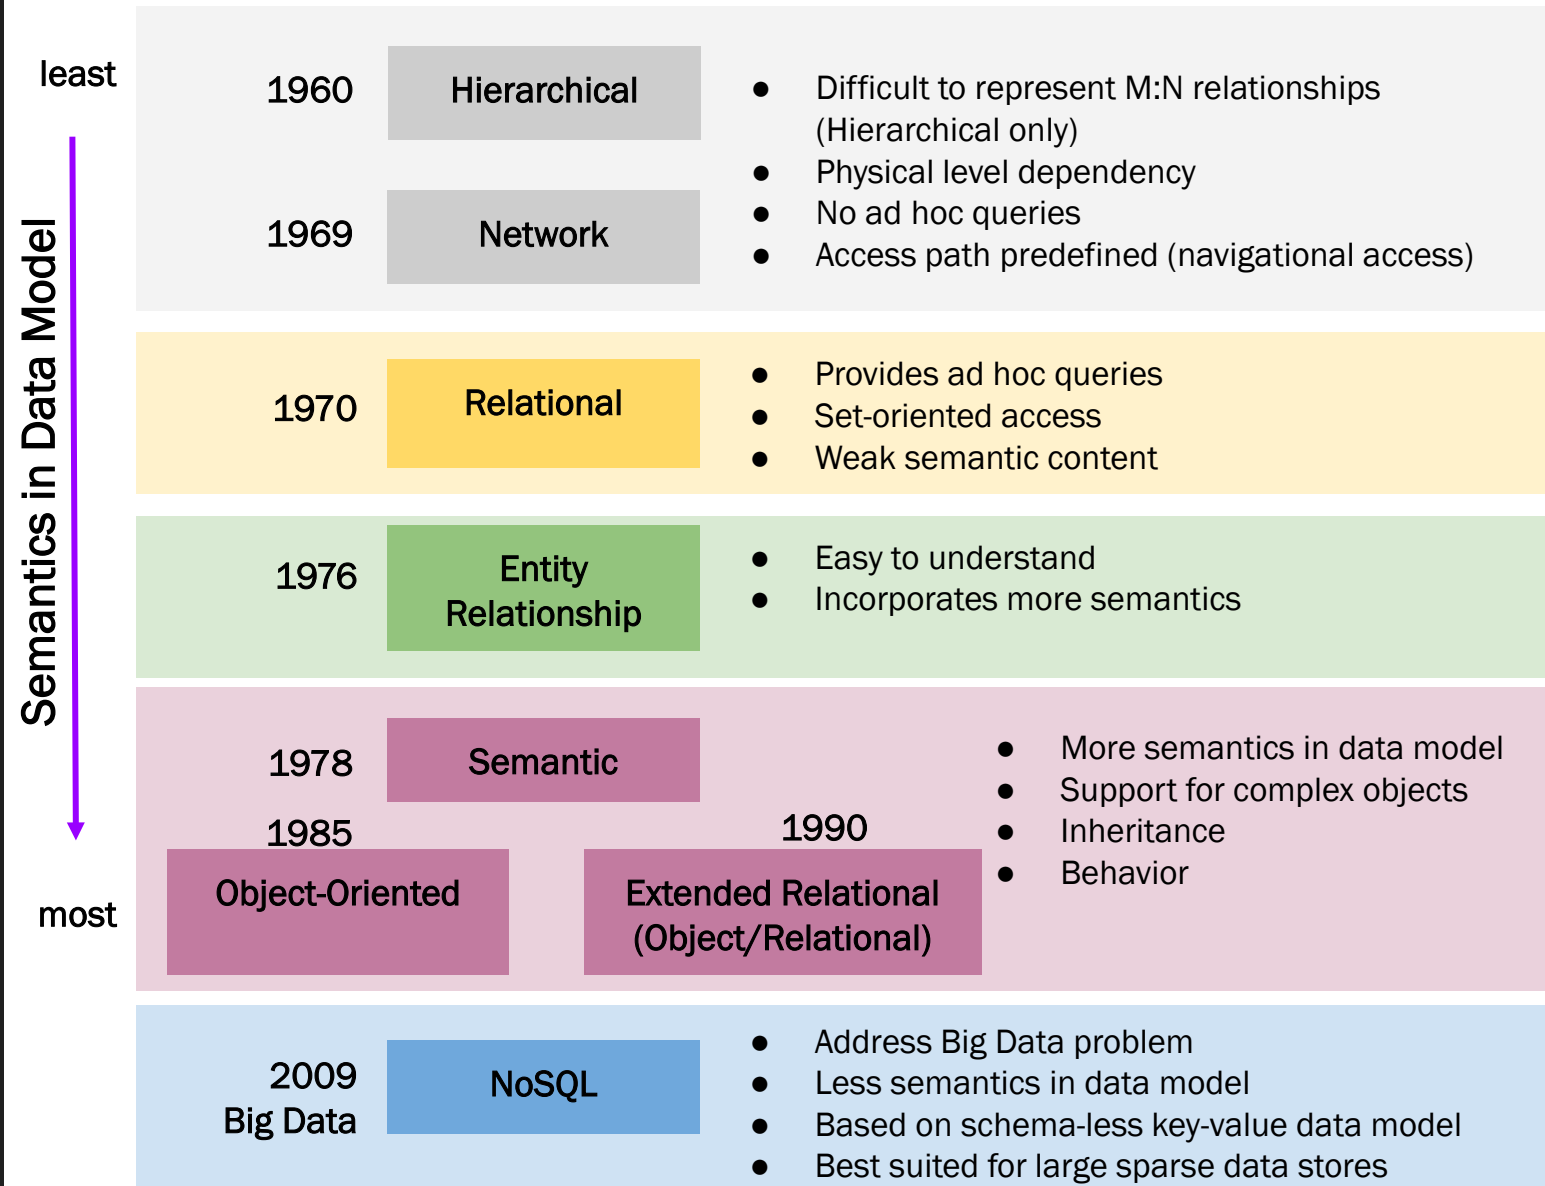 least
Semantics in Data Model
most
1960
Hierarchical
1969
Network
● Difficult to represent M:N relationships
(Hierarchical only)
● Physical level dependency
● No ad hoc queries
● Access path predefined (navigational access)
1970
Relational
● Provides ad hoc queries
● Set-oriented access
● Weak semantic content
1976
Entity
Relationship
● Easy to understand
● Incorporates more semantics
1978
Semantic
1985
Object-Oriented
1990
Extended Relational
(Object/Relational)
● More semantics in data model
● Support for complex objects
● Inheritance
● Behavior
2009
Big Data
NoSQL
● Address Big Data problem
● Less semantics in data model
● Based on schema-less key-value data model
● Best suited for large sparse data stores